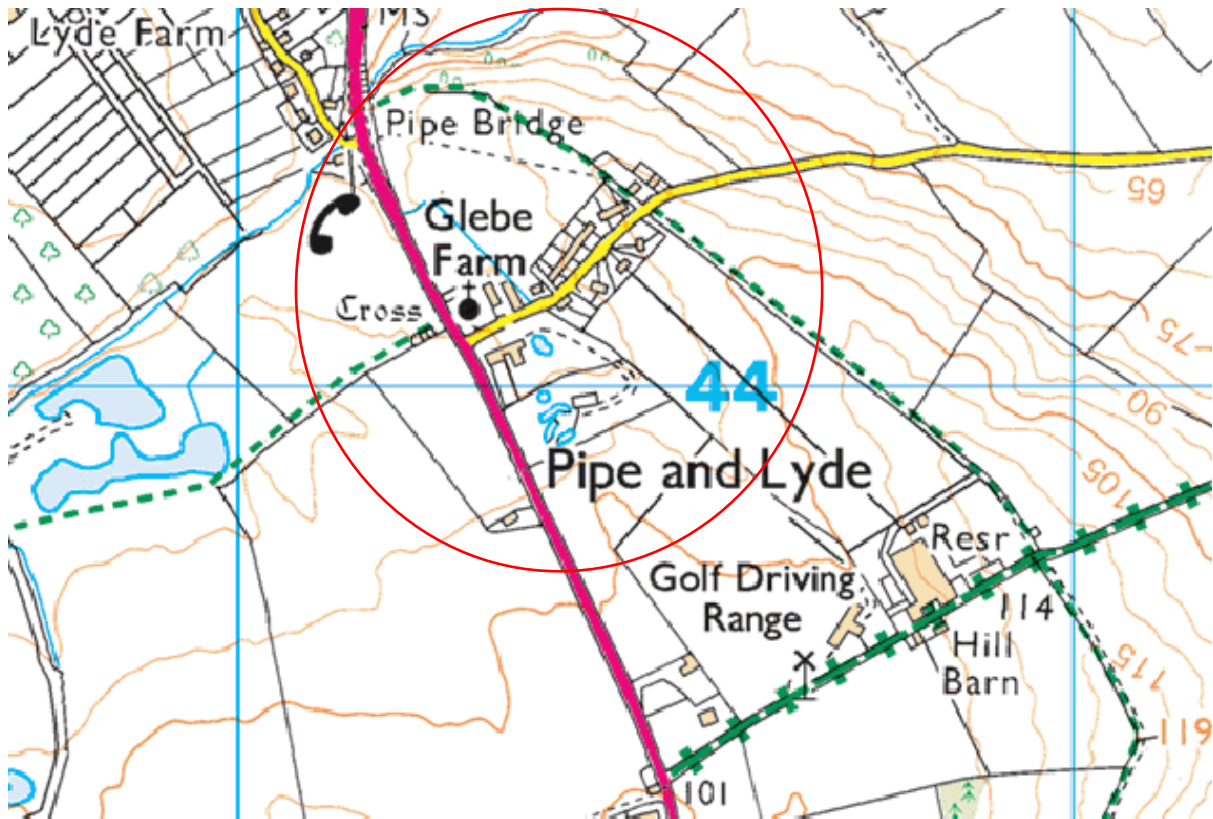 MS
Lyde Farm
Pipe Bridge
65
Glebe
Farm
Cross
75
44
90
Pipe and Lyde
105
Resr
Golf Driving
Range
114
Hill
Barn
115
119
101